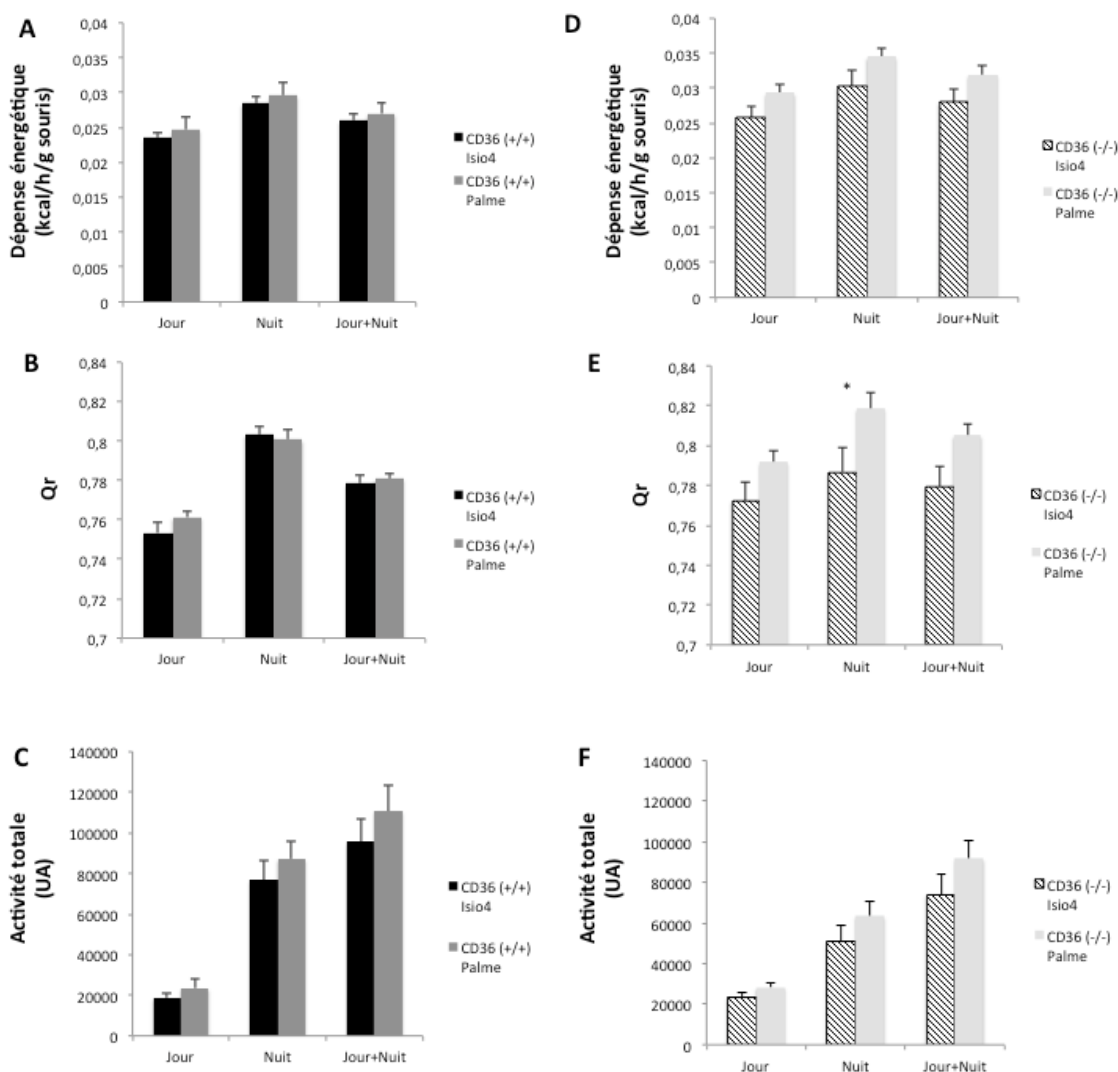 A
Dépense énergétique
(kcal/h/g souris)
0,04
0,035
0,03
0,025
0,02
0,015
0,01
0,005
0
Jour
Nuit
Jour+Nuit
CD36 (+/+)
Isio4
CD36 (+/+)
Palme
D
Dépense énergétique
(kcal/h/g souris)
0,04
0,035
0,03
0,025
0,02
0,015
0,01
0,005
0
Jour
Nuit
Jour+Nuit
CD36 (-/-)
Isio4
CD36 (-/-)
Palme
B
Qr
0,84
0,82
0,8
0,78
0,76
0,74
0,72
0,7
Jour
Nuit
Jour+Nuit
CD36 (+/+)
Isio4
CD36 (+/+)
Palme
E
Qr
0,84
0,82
0,8
0,78
0,76
0,74
0,72
0,7
*
Jour
Nuit
Jour+Nuit
CD36 (-/-)
Isio4
CD36 (-/-)
Palme
C
Activité totale
(UA)
140000
120000
100000
80000
60000
40000
20000
0
Jour
Nuit
Jour+Nuit
CD36 (+/+)
Isio4
CD36 (+/+)
Palme
F
Activité totale
(UA)
140000
120000
100000
80000
60000
40000
20000
0
Jour
Nuit
Jour+Nuit
CD36 (-/-)
Isio4
CD36 (-/-)
Palme